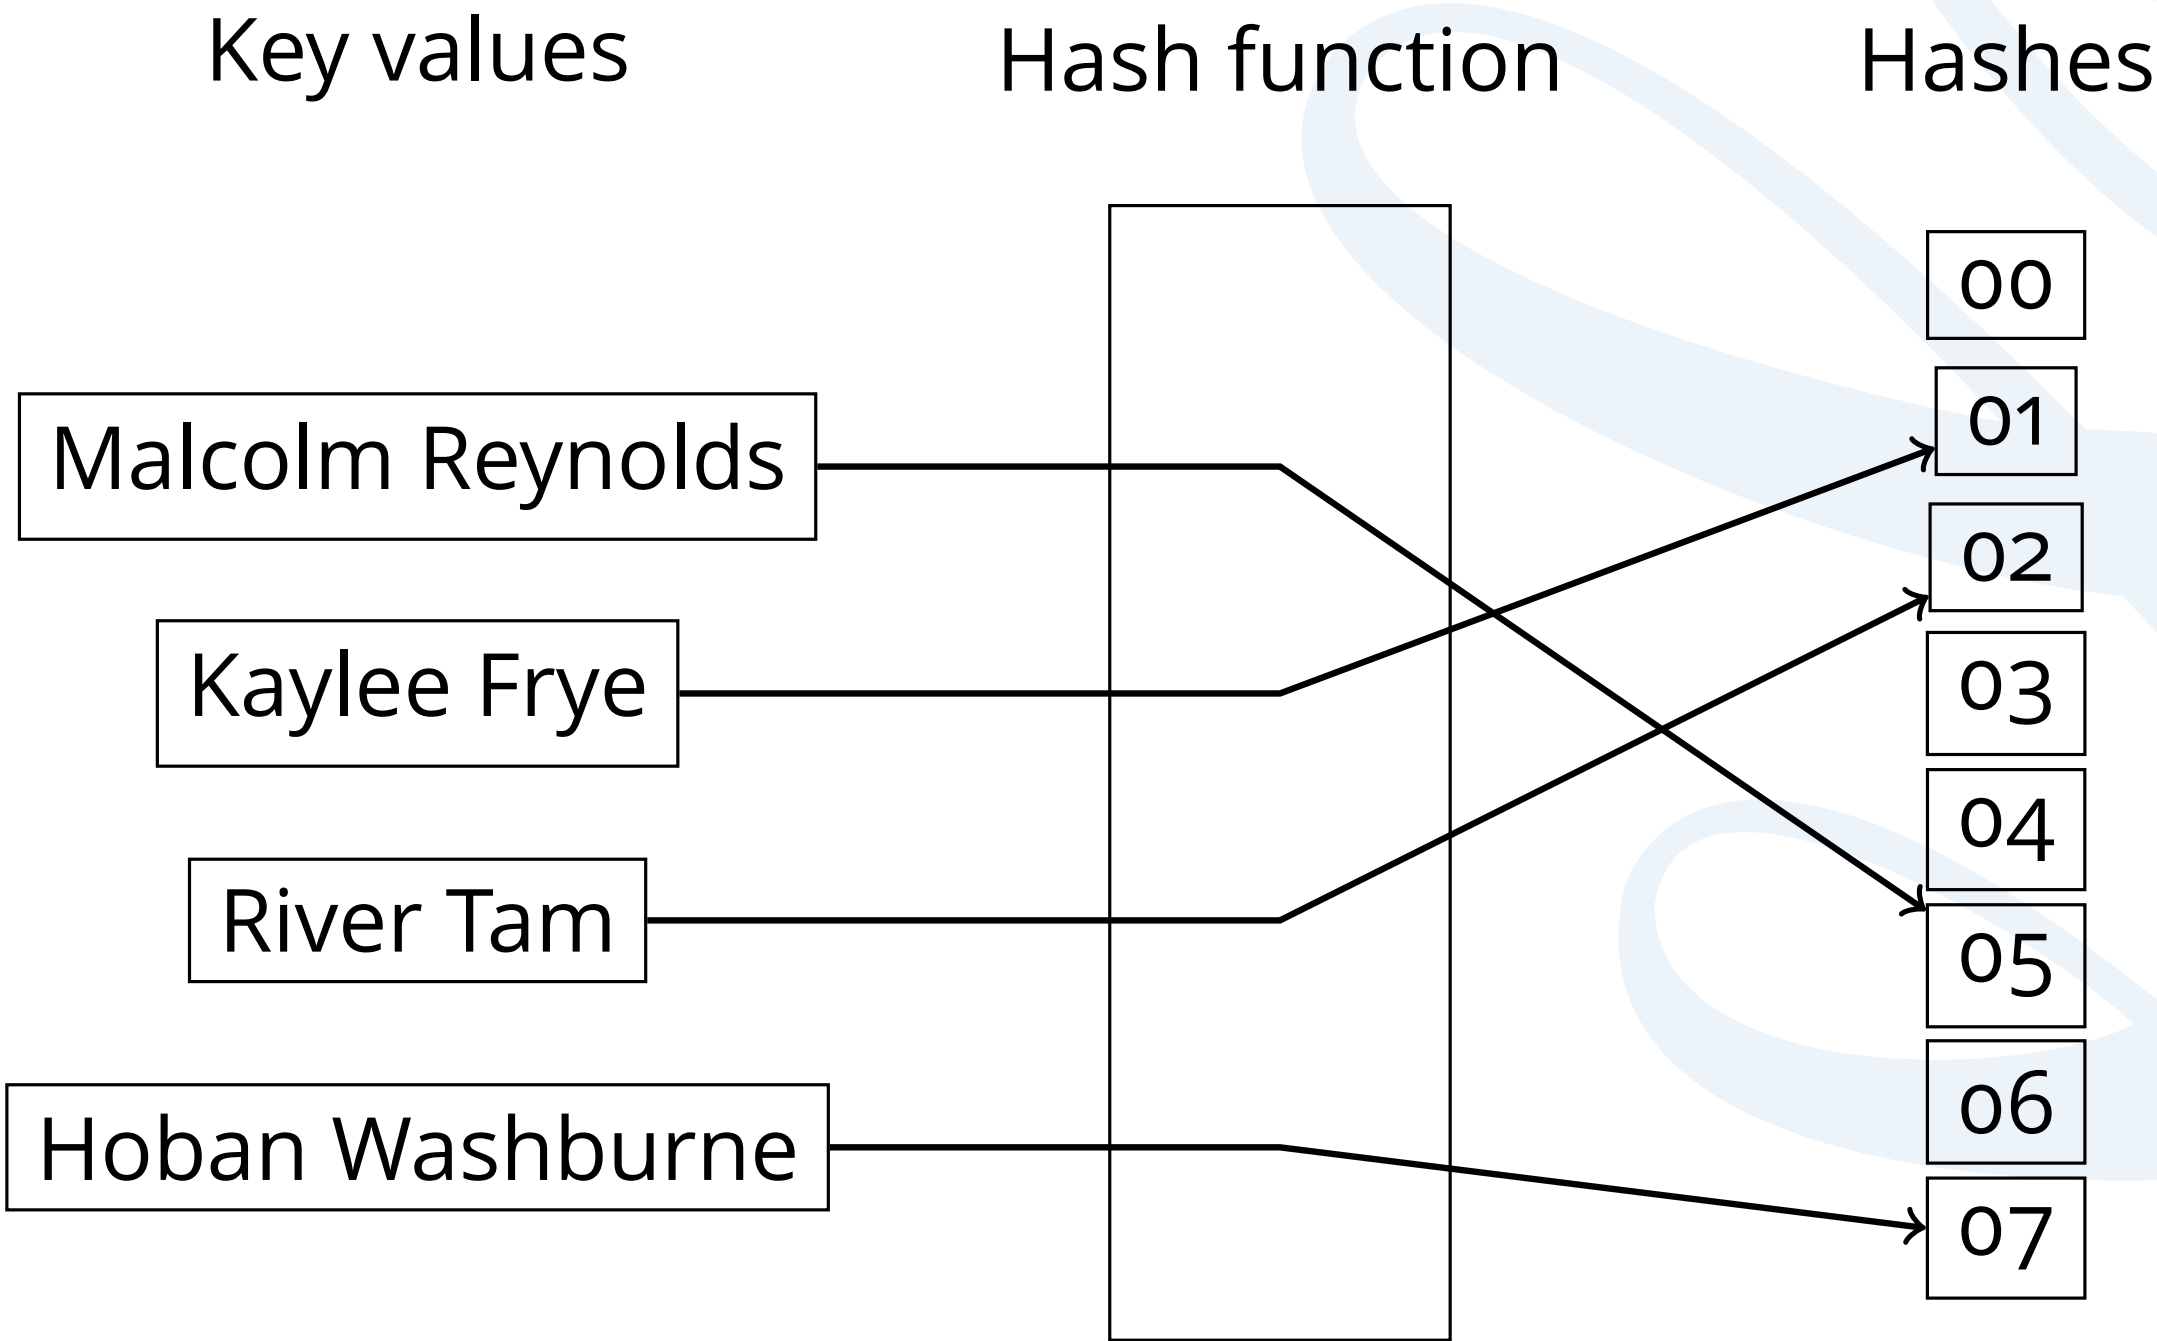 Key values
Hash function
Hashes
Malcolm Reynolds
Kaylee Frye
River Tam
Hoban Washburne
00
01
02
03
04
05
06
07